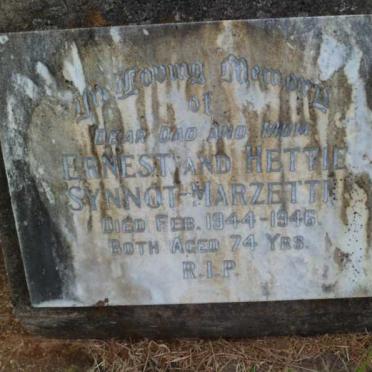 In Loving Memory
of
DEAR DAD AND MUM
ERNEST AND HETTIE
SYNNOT-MARZETTI
DIED FEB. 1944-1946.
BOTH AGED 74 YRS.
R.I.P.